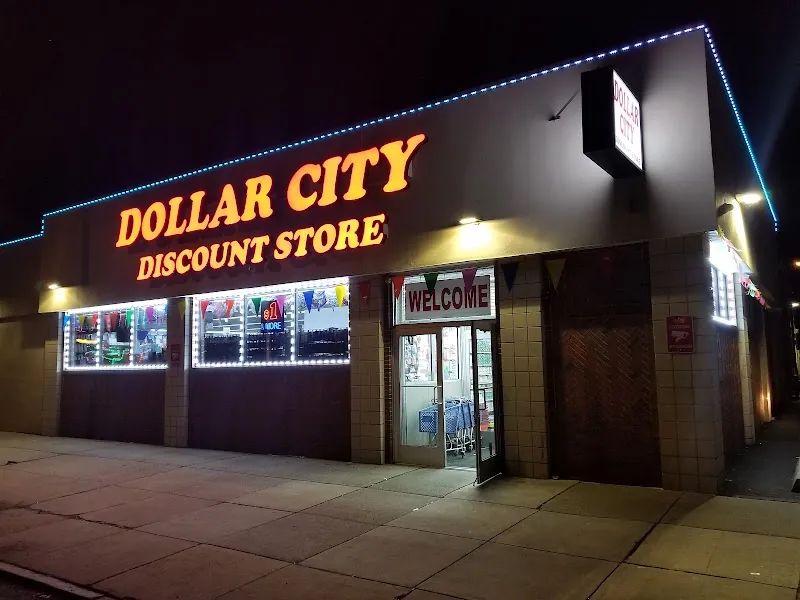 DOLLAR CITY
DISCOUNT STORE
DOLLAR
CITY
WELCOME
$1
& MORE